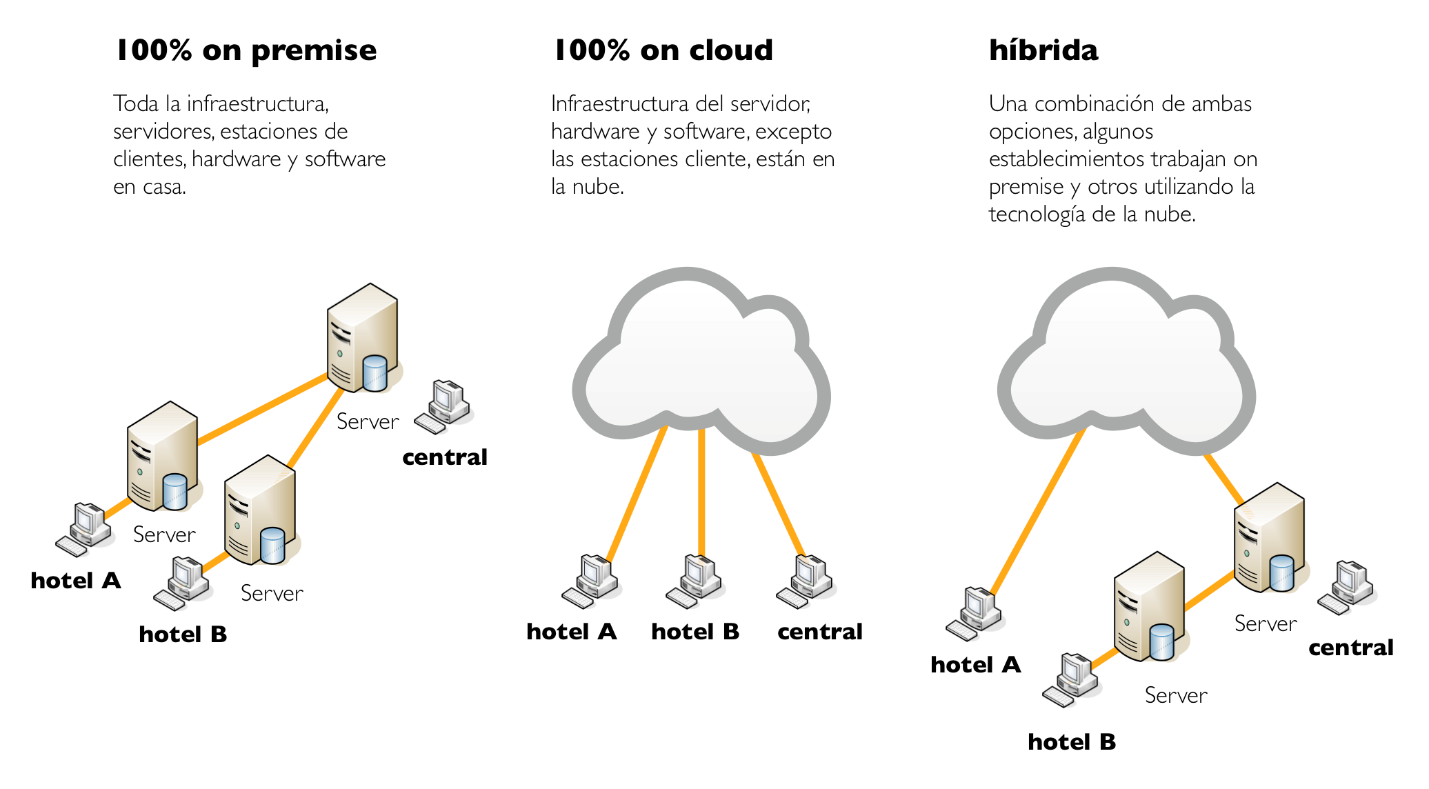 100% on premise
Toda la infraestructura,
servidores, estaciones de
clientes, hardware y software
en casa.
Server
central
Server
hotel A
Server
hotel B
100% on cloud
Infraestructura del servidor,
hardware y software, excepto
las estaciones cliente, están en
la nube.
hotel A
hotel B
central
híbrida
Una combinación de ambas
opciones, algunos
establecimientos trabajan on
premise y otros utilizando la
tecnología de la nube.
Server
central
hotel A
Server
hotel B